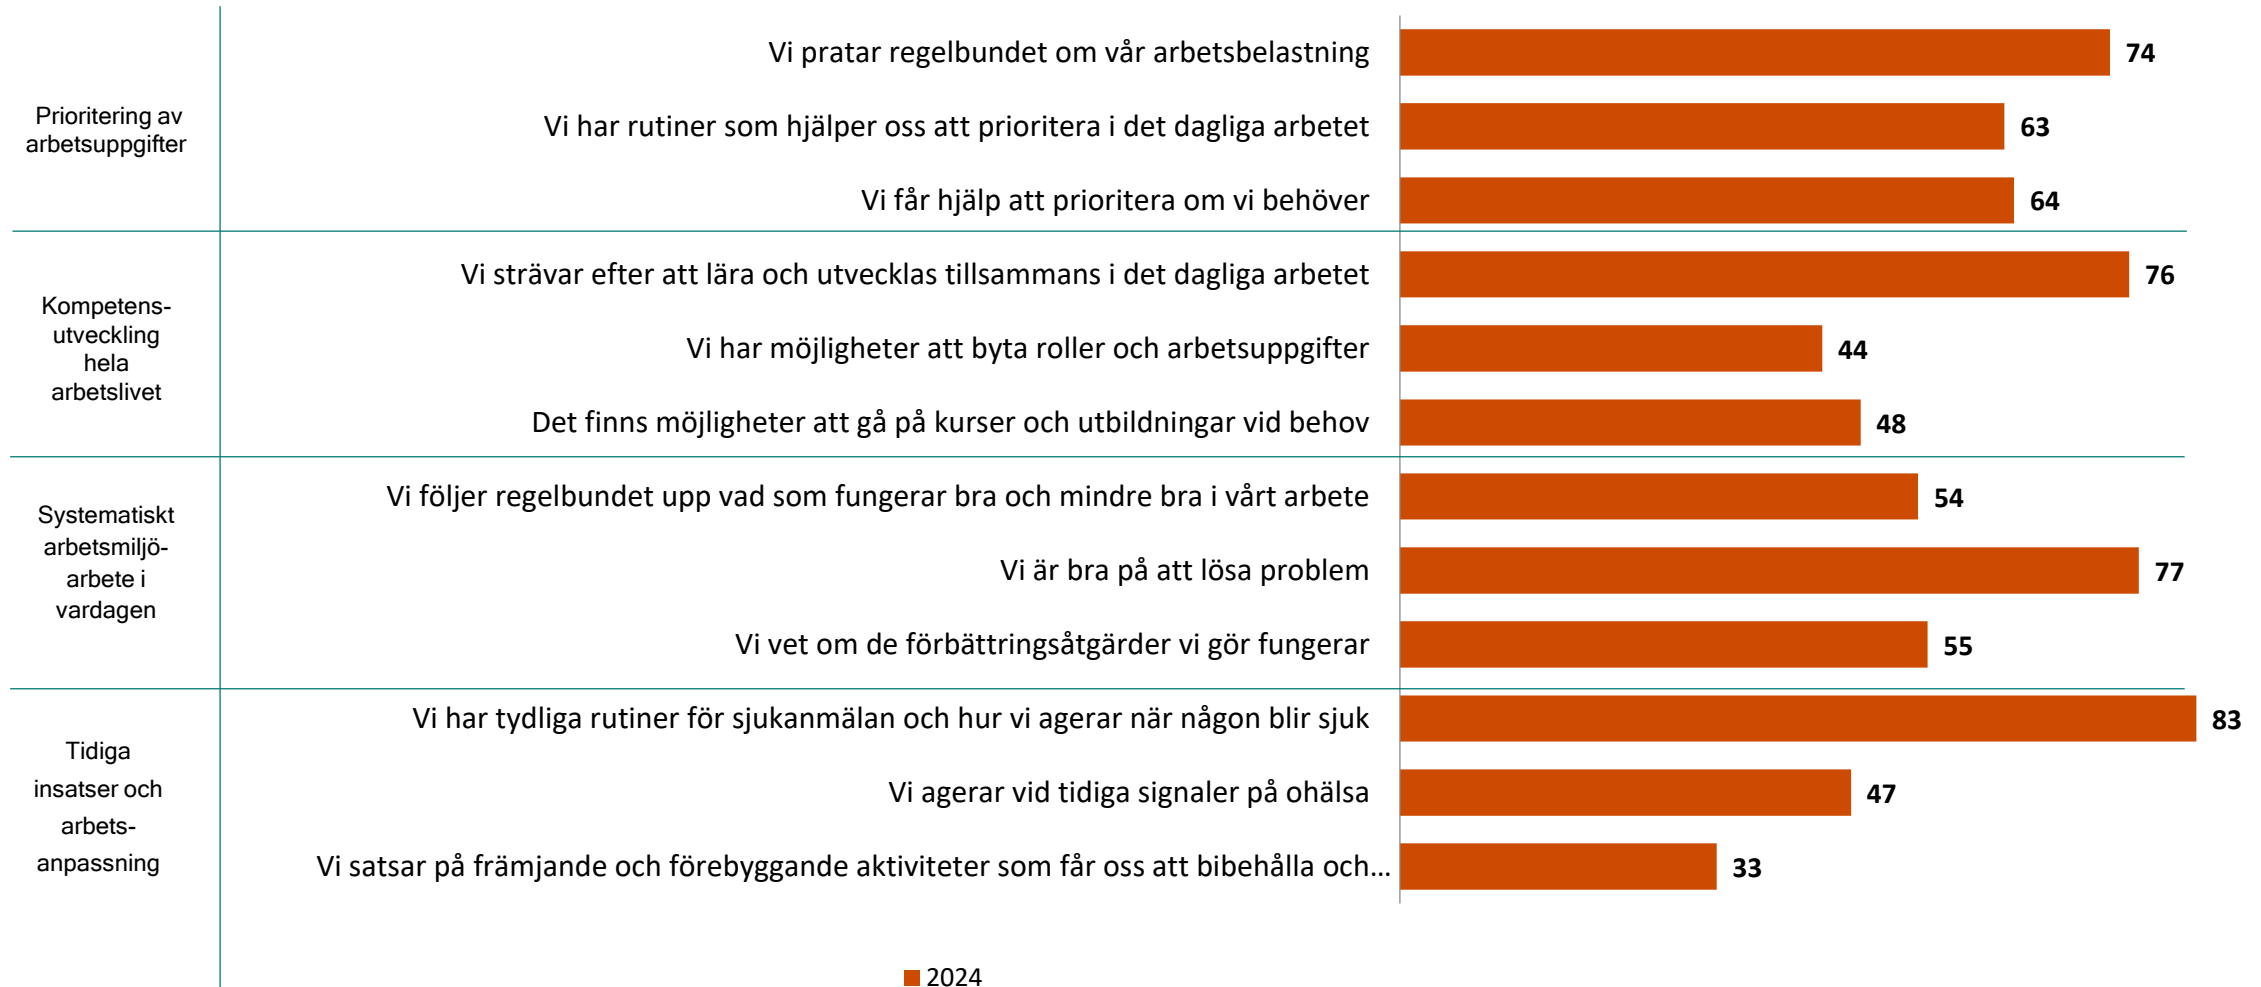 Prioritering av
arbetsuppgifter
Vi pratar regelbundet om vår arbetsbelastning 74
Vi har rutiner som hjälper oss att prioritera i det dagliga arbetet 63
Vi får hjälp att prioritera om vi behöver 64
Kompetens-
utveckling
hela
arbetslivet
Vi strävar efter att lära och utvecklas tillsammans i det dagliga arbetet 76
Vi har möjligheter att byta roller och arbetsuppgifter 44
Det finns möjligheter att gå på kurser och utbildningar vid behov 48
Systematiskt
arbetsmiljö-
arbete i
vardagen
Vi följer regelbundet upp vad som fungerar bra och mindre bra i vårt arbete 54
Vi är bra på att lösa problem 77
Vi vet om de förbättringsåtgärder vi gör fungerar 55
Tidiga
insatser och
arbets-
anpassning
Vi har tydliga rutiner för sjukanmälan och hur vi agerar när någon blir sjuk 83
Vi agerar vid tidiga signaler på ohälsa 47
Vi satsar på främjande och förebyggande aktiviteter som får oss att bibehålla och… 33
2024